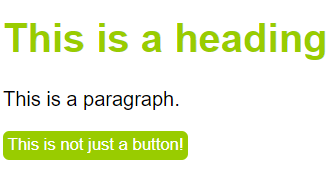 This is a heading
This is a paragraph.
This is not just a button!